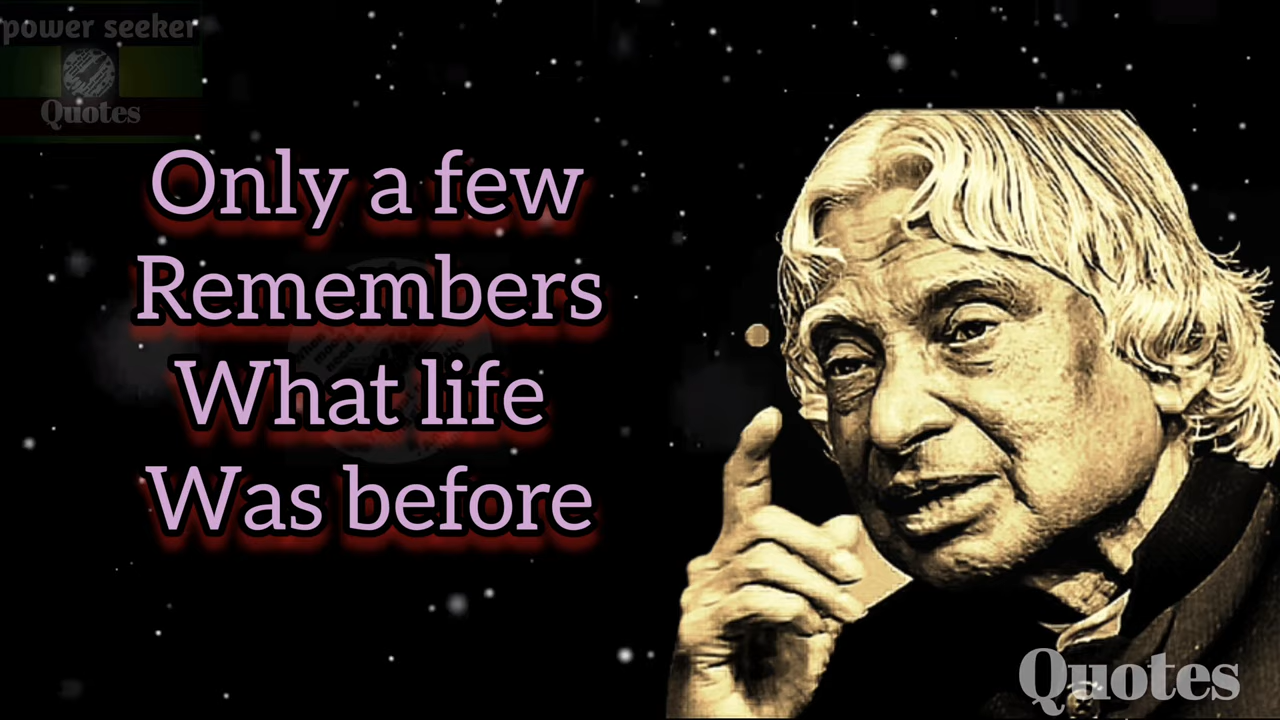 power seeker
Quotes
Only a few
Remembers
What life
Was before
Quotes